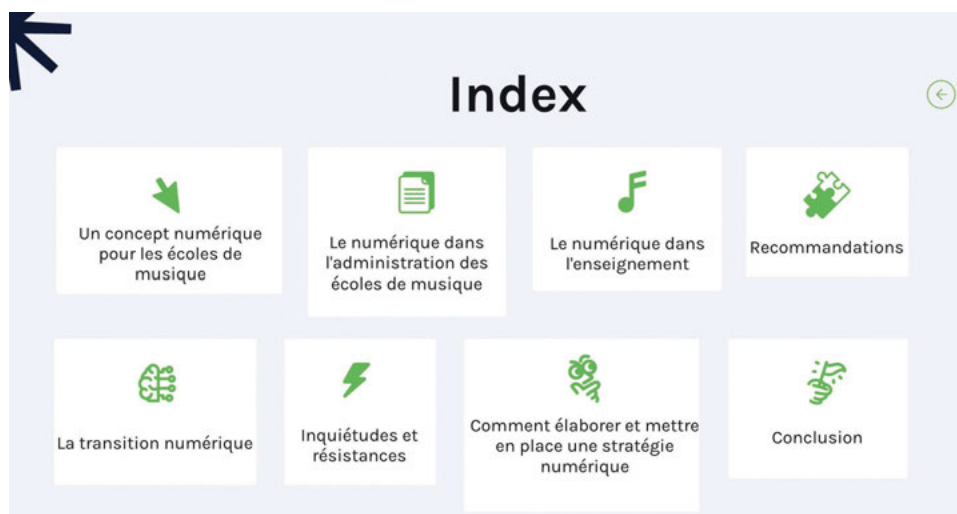 Index
Un concept numérique
pour les écoles de
musique
Le numérique dans
l'administration des
écoles de musique
Le numérique dans
l'enseignement
Recommandations
La transition numérique
Inquiétudes et
résistances
Comment élaborer et mettre
en place une stratégie
numérique
Conclusion